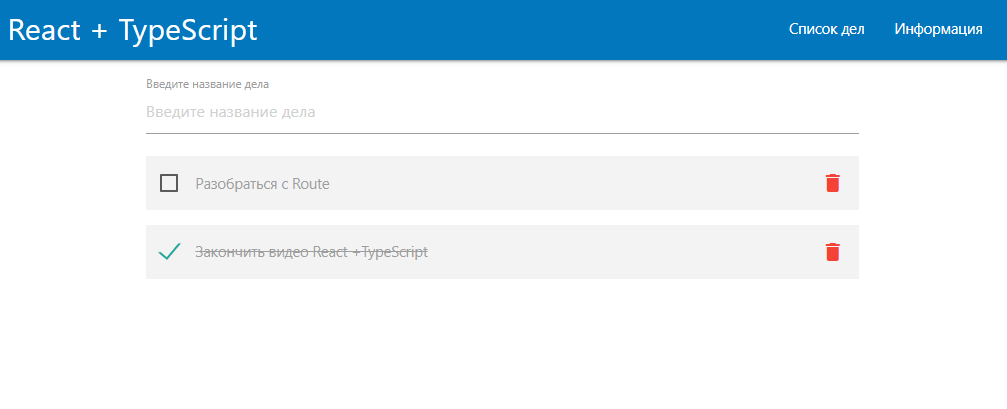 React + TypeScript
Список дел
Информация
Введите название дела
Введите название дела
Разобраться с Route
Закончить видео React +TypeScript